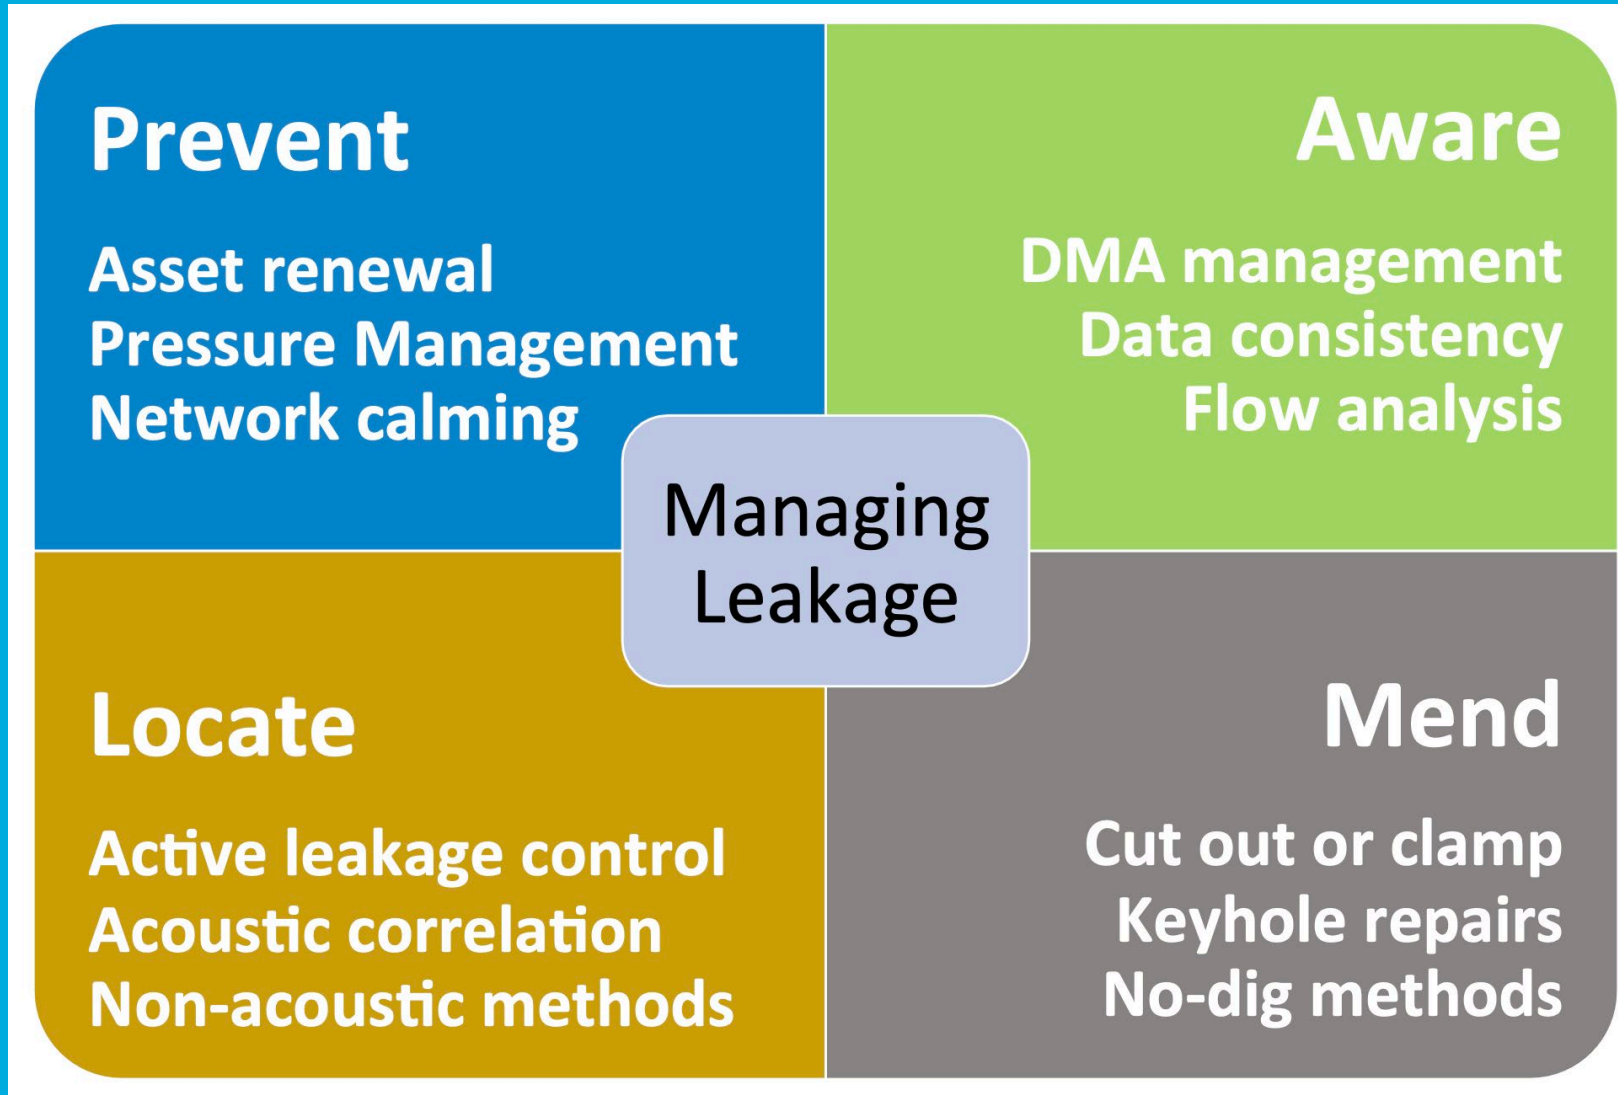 Prevent
Asset renewal
Pressure Management
Network calming
Aware
DMA management
Data consistency
Flow analysis
Managing
Leakage
Locate
Active leakage control
Acoustic correlation
Non-acoustic methods
Mend
Cut out or clamp
Keyhole repairs
No-dig methods